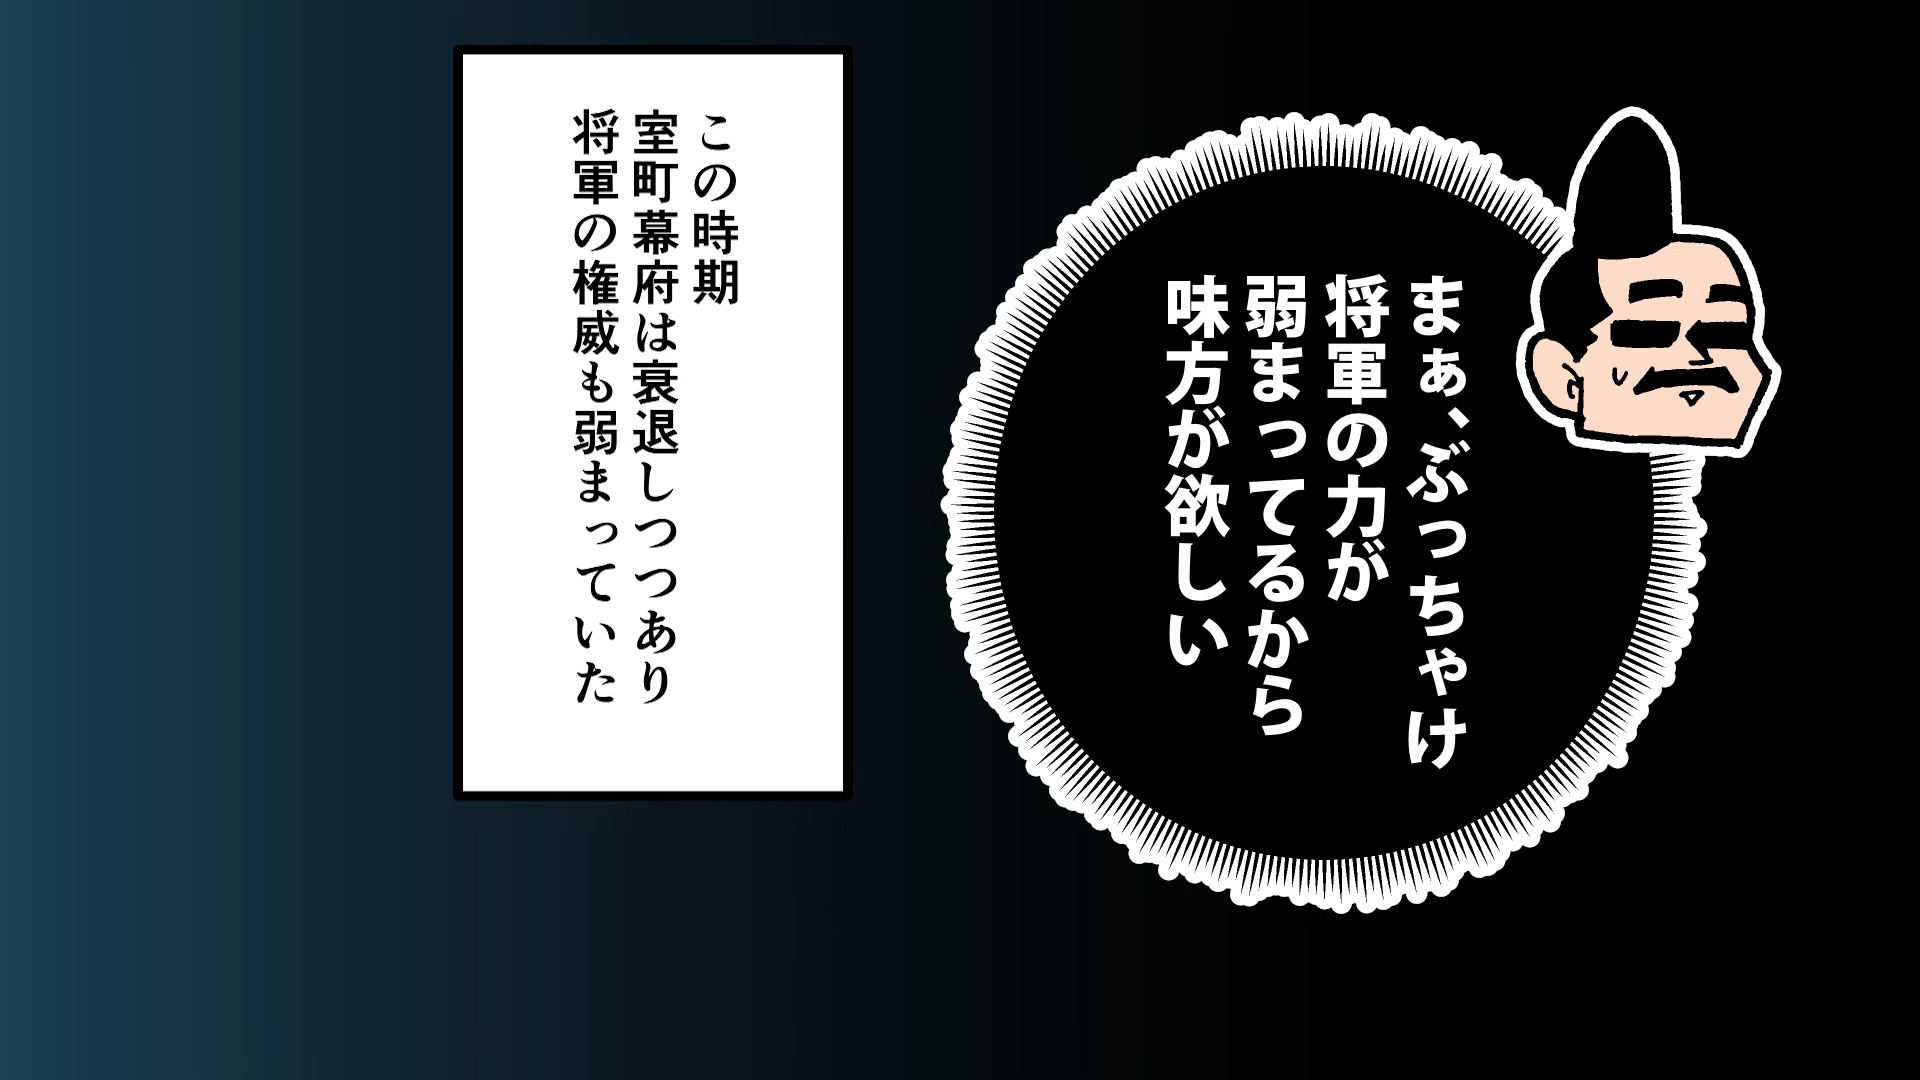 まぁ、ぶっちゃけ
将軍の力が
弱まってるから
味方が欲しい
この時期
室町幕府は衰退しつつあり
将軍の権威も弱まっていた